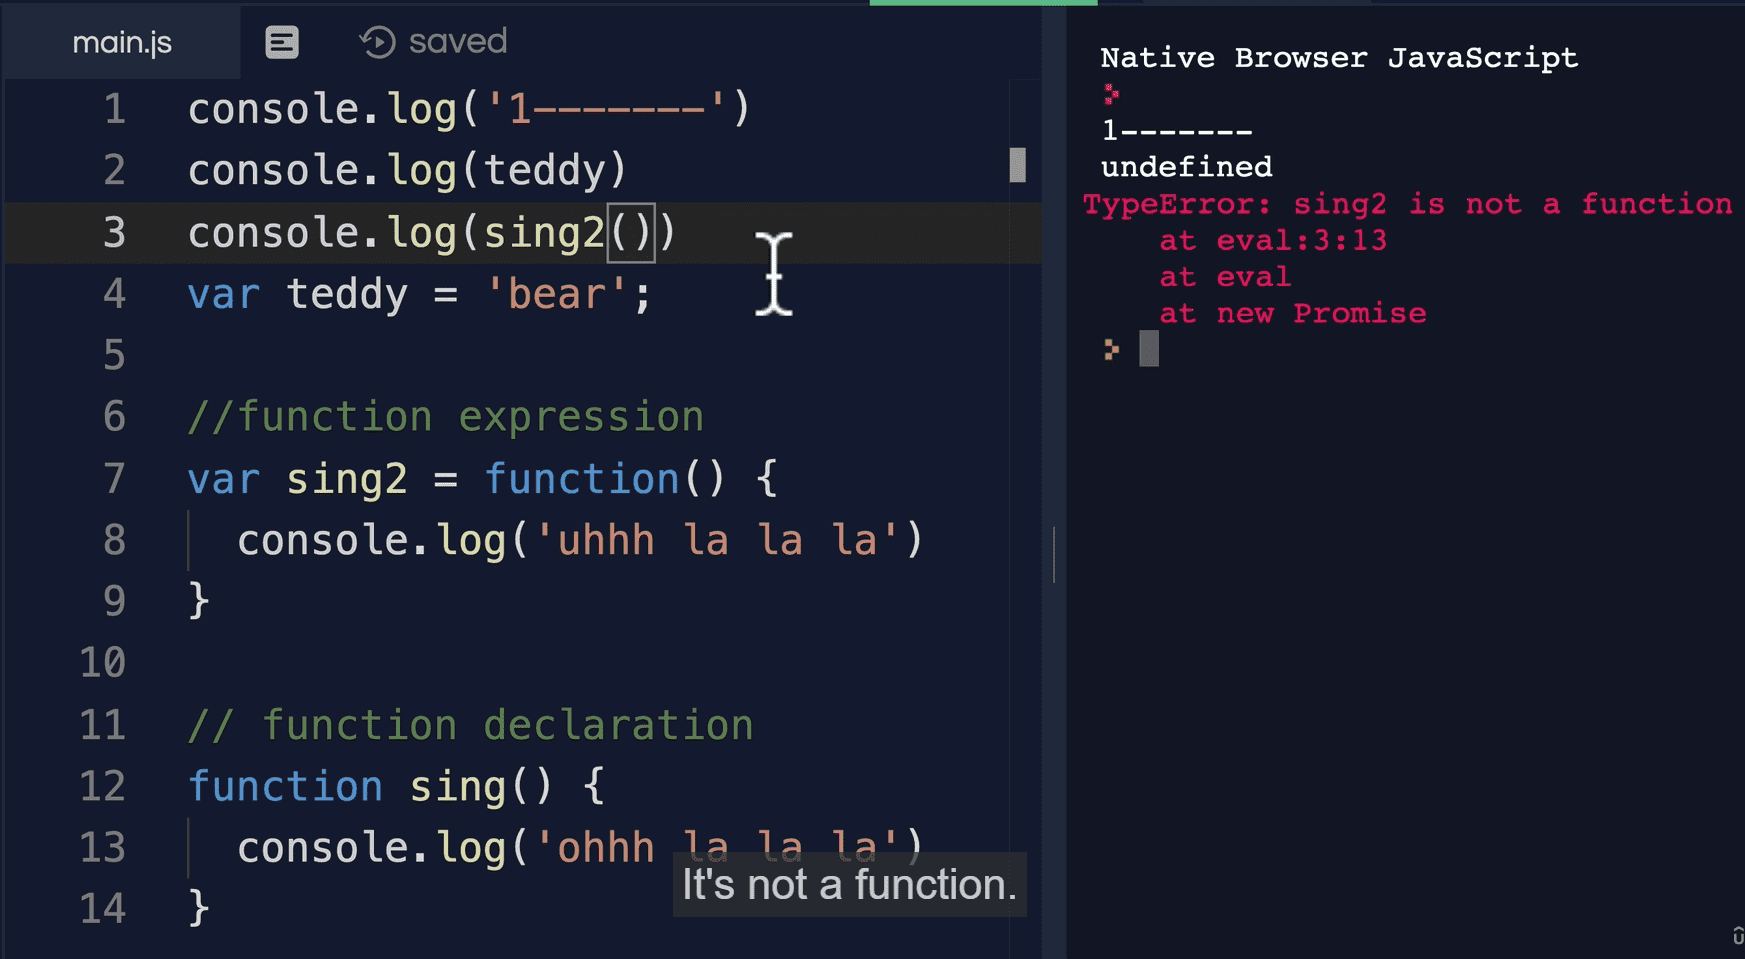 main.js saved
1 console.log('1-------')
2 console.log(teddy)
3 console.log(sing2())
4 var teddy = 'bear';
5
6 //function expression
7 var sing2 = function() {
8 console.log('uhhh la la la')
9 }
10
11 // function declaration
12 function sing() {
13 console.log('ohhh la la la')
14 }
It's not a function.
Native Browser JavaScript
1-------
undefined
TypeError: sing2 is not a function
at eval:3:13
at eval
at new Promise